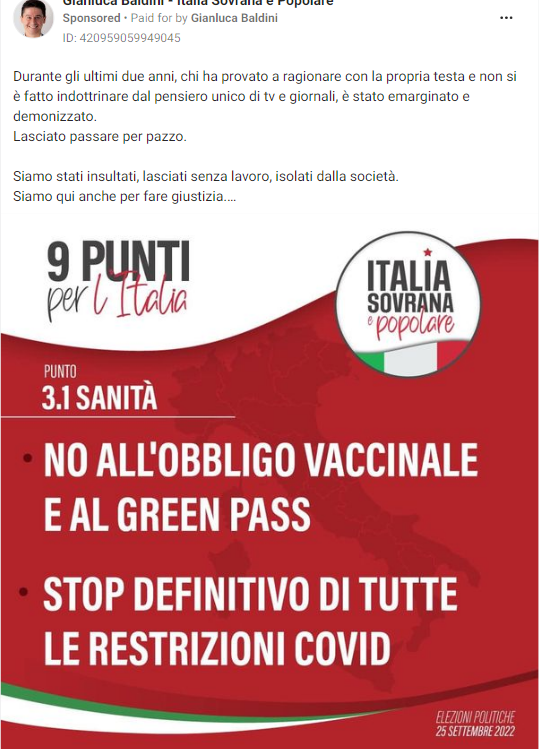 Gianluca Baldini - Italia Sovrana e Popolare
Sponsored • Paid for by Gianluca Baldini
ID: 420959059949045
Durante gli ultimi due anni, chi ha provato a ragionare con la propria testa e non si
è fatto indottrinare dal pensiero unico di tv e giornali, è stato emarginato e
demonizzato.
Lasciato passare per pazzo.
Siamo stati insultati, lasciati senza lavoro, isolati dalla società.
Siamo qui anche per fare giustizia....
9 PUNTI
per l'Italia
ITALIA
SOVRANA
e popolare
PUNTO
3.1 SANITÀ
• NO ALL'OBBLIGO VACCINALE
E AL GREEN PASS
• STOP DEFINITIVO DI TUTTE
LE RESTRIZIONI COVID
ELEZIONI POLITICHE
25 SETTEMBRE 2022